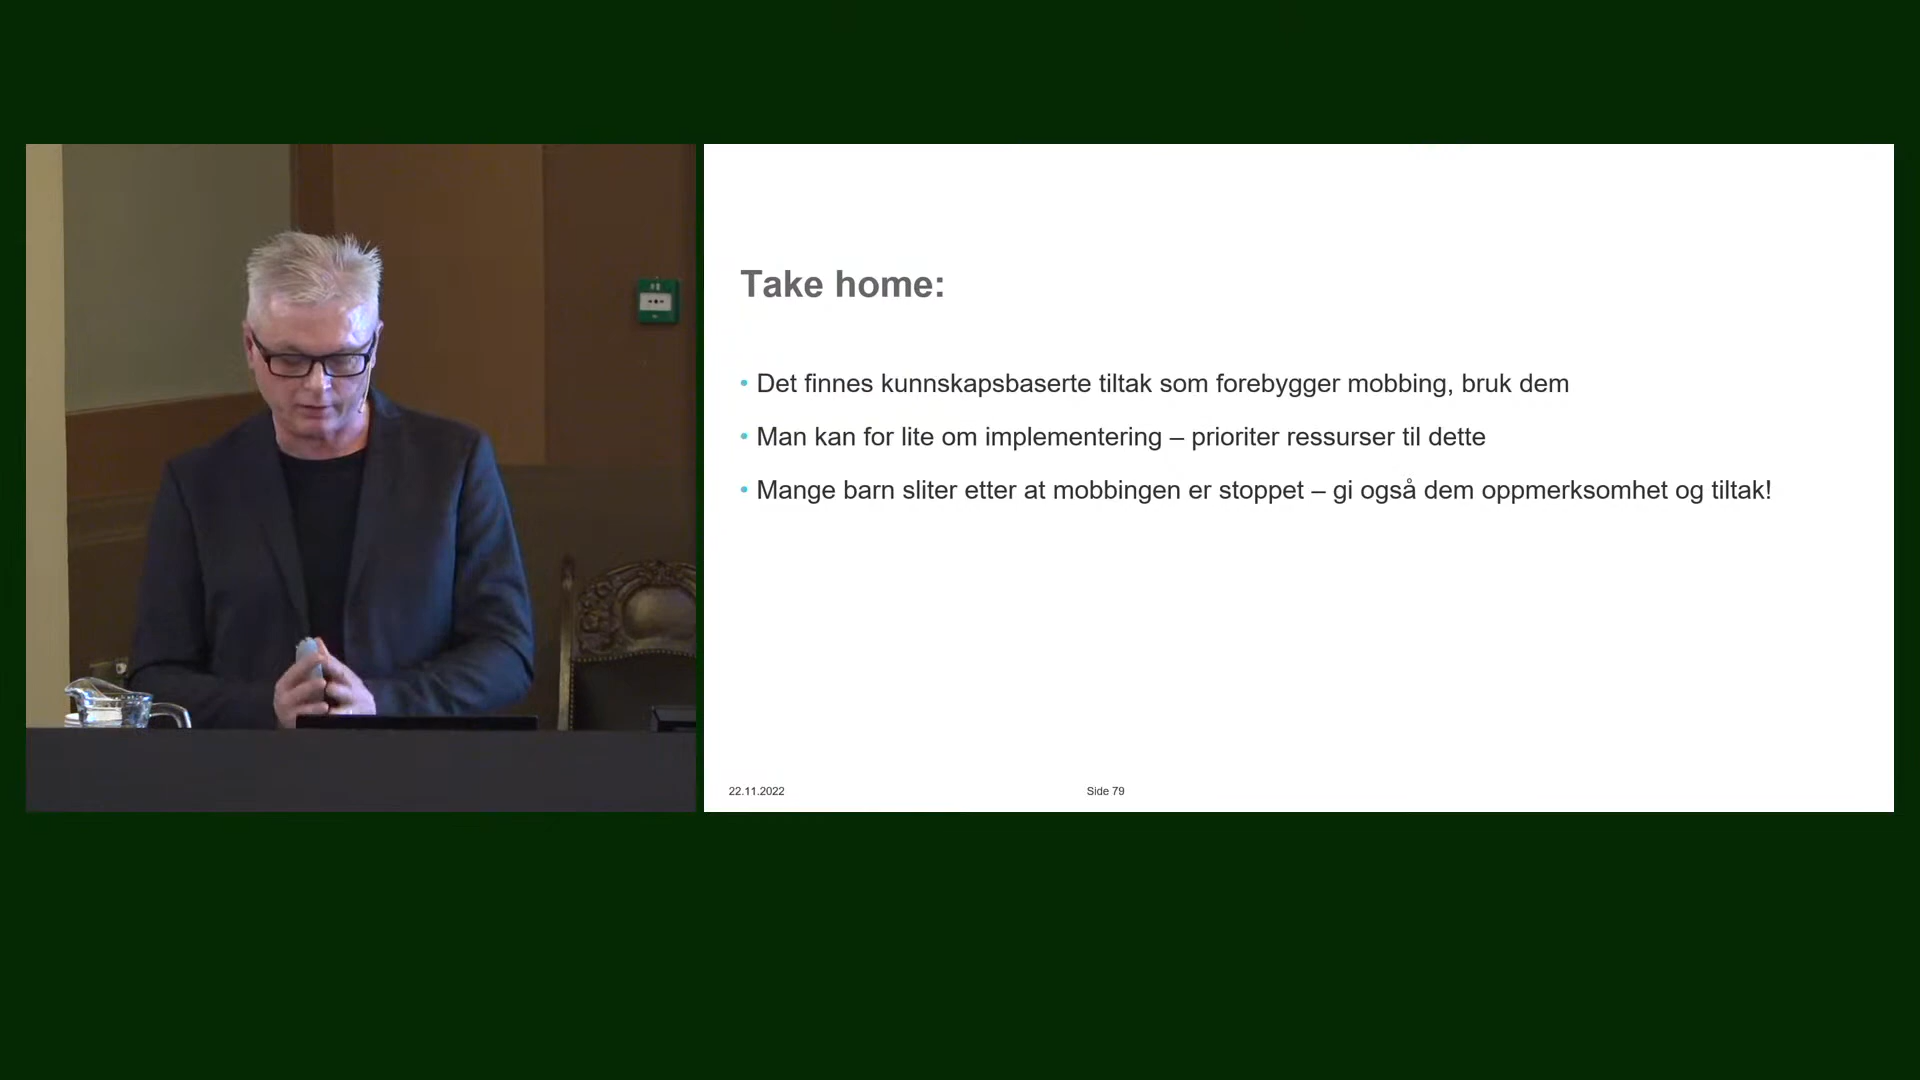 Take home:
• Det finnes kunnskapsbaserte tiltak som forebygger mobbing, bruk dem
• Man kan for lite om implementering – prioriter ressurser til dette
• Mange barn sliter etter at mobbingen er stoppet – gi også dem oppmerksomhet og tiltak!
22.11.2022
Side 79